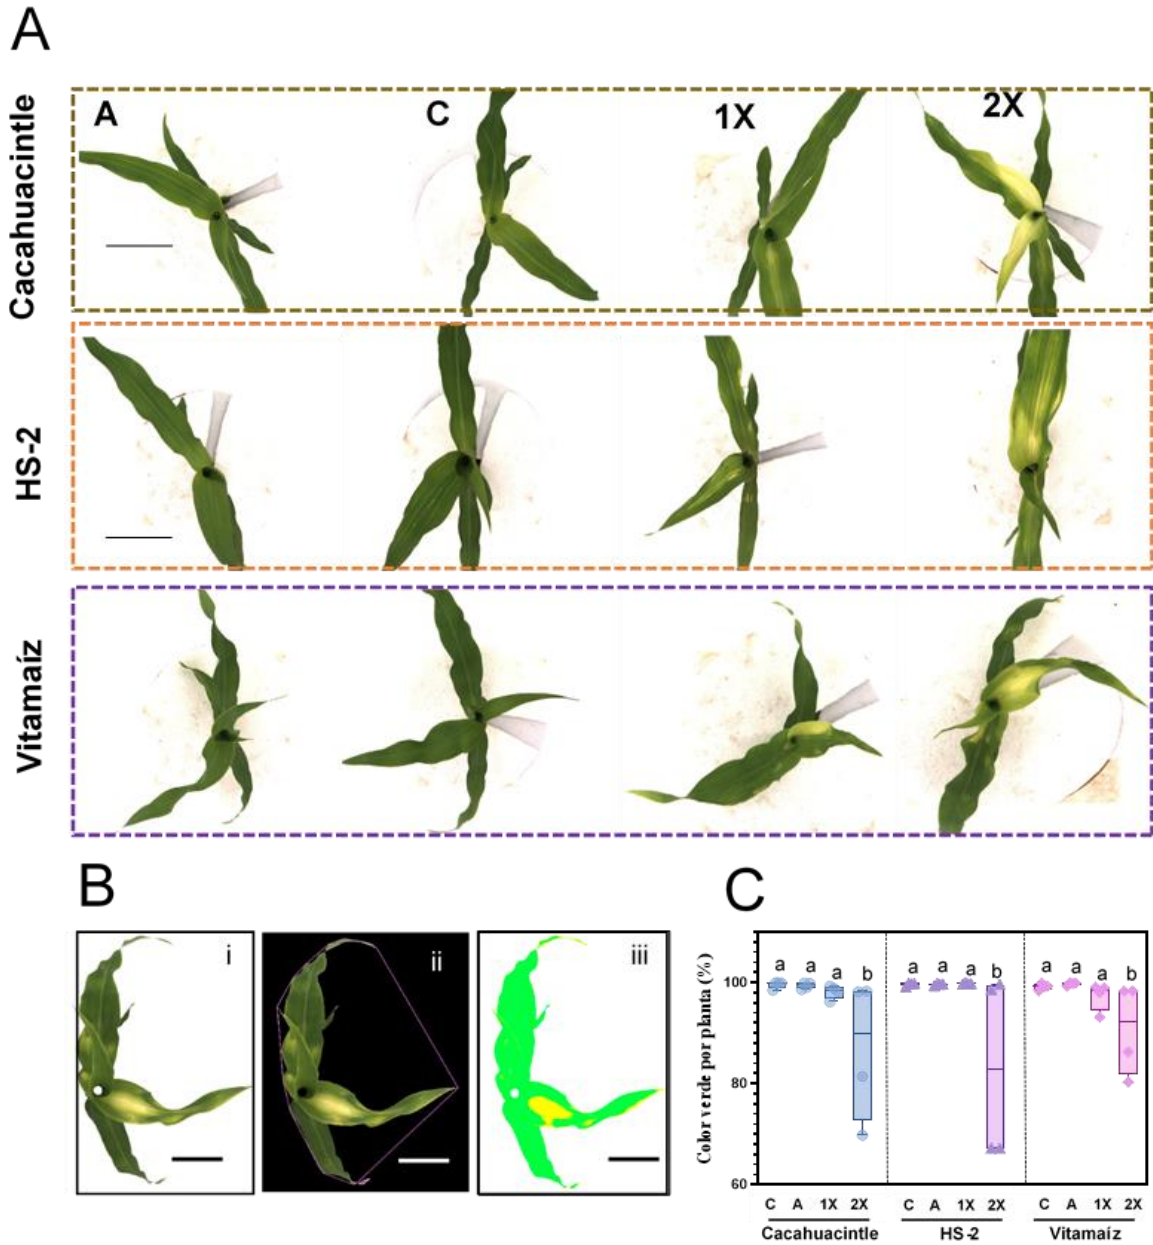 A
Cacahuacintle
A C 1X 2X
HS-2
Vitamaíz
B
i ii iii
C
Color verde por planta (%)
100
80
60
a a a b a a a b a a a b
C A 1X 2X C A 1X 2X C A 1X 2X
Cacahuacintle HS-2 Vitamaíz